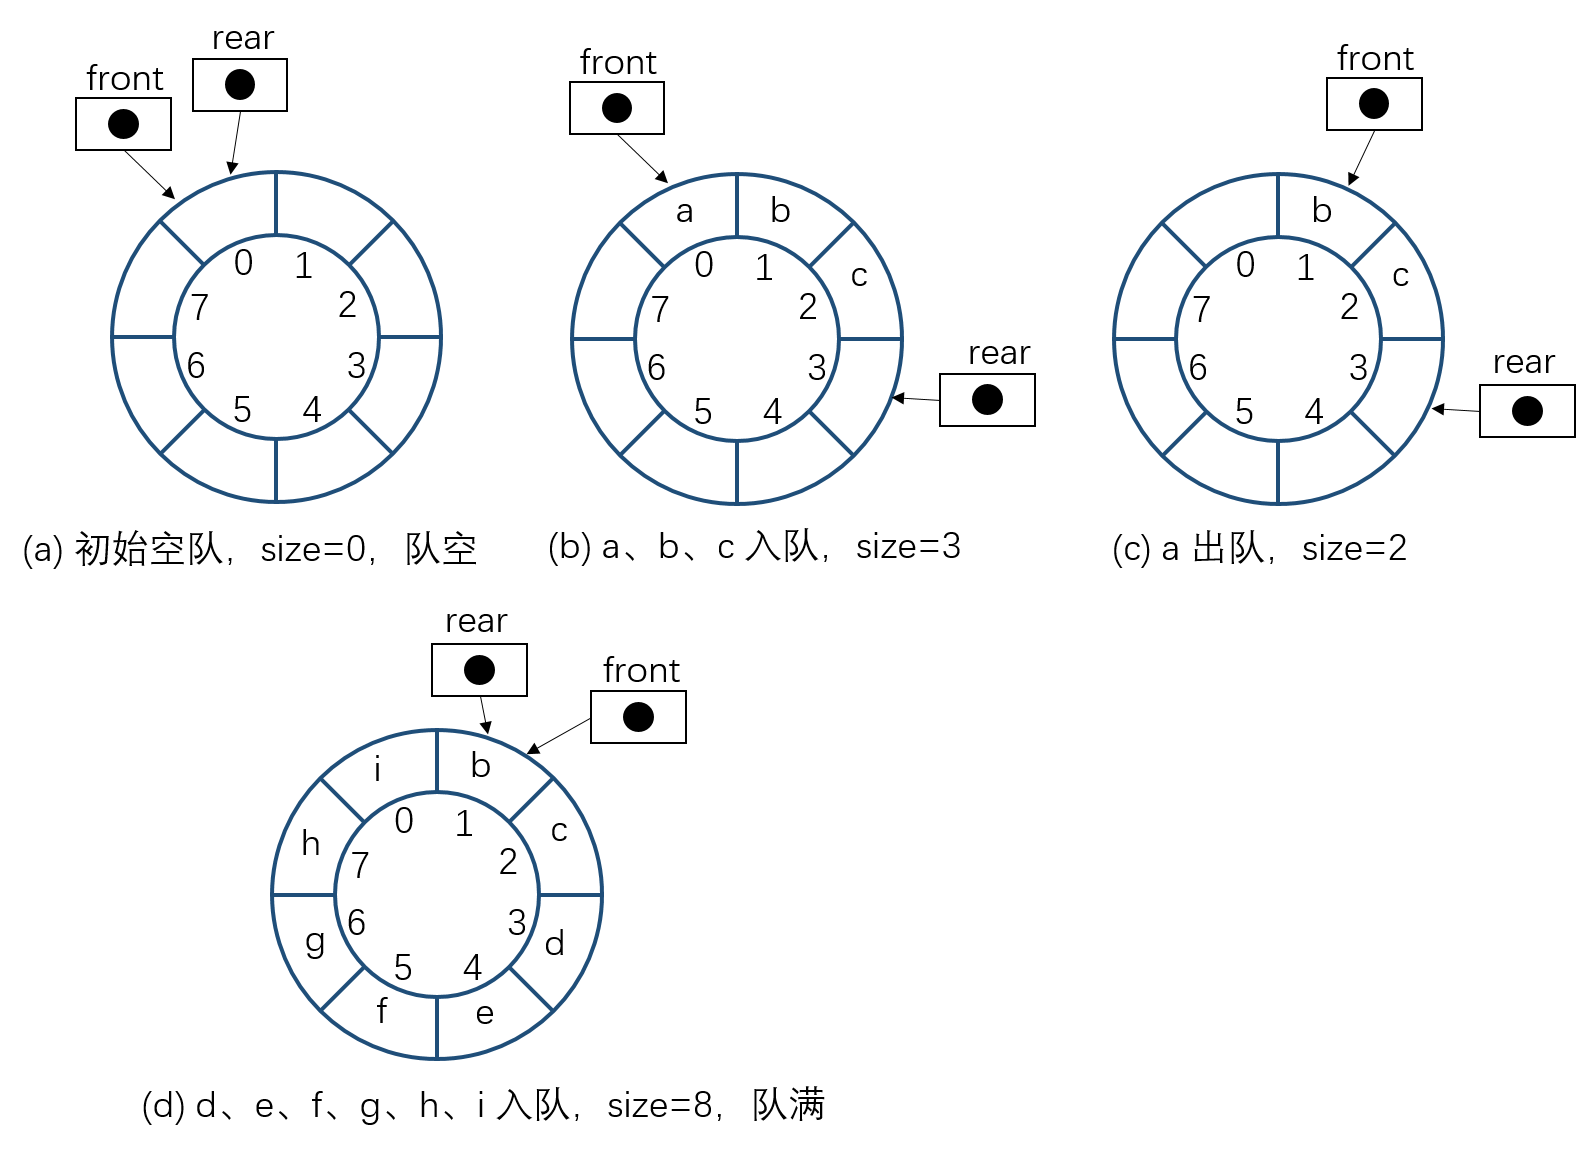 rear
front
0 1
7 2
6 3
5 4
(a) 初始空队，size=0，队空
front
a b
c
0 1
7 2
6 3
5 4
rear
(b) a、b、c 入队，size=3
front
b
c
0 1
7 2
6 3
5 4
rear
(c) a 出队，size=2
rear
front
i b
h c
0 1
7 2
6 3
g d
5 4
f e
(d) d、e、f、g、h、i 入队，size=8，队满